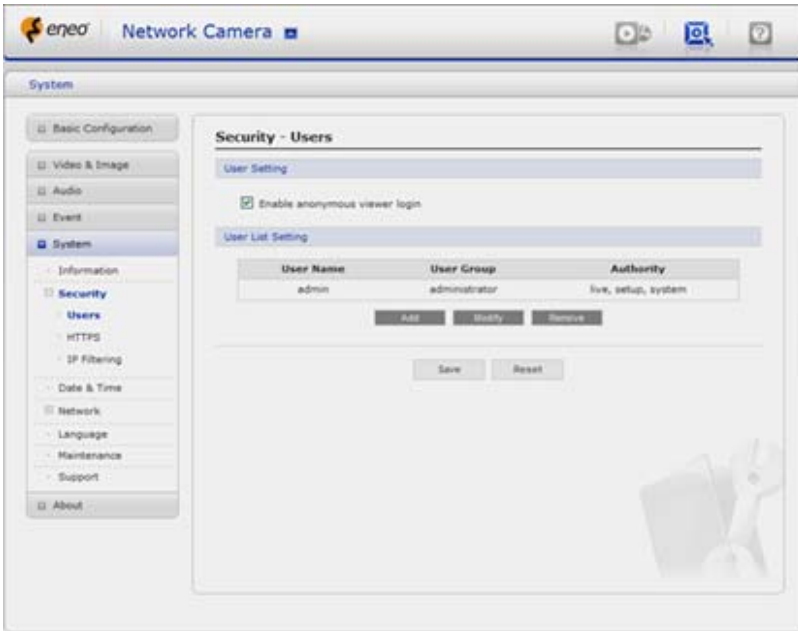 eneo Network Camera
System
Basic Configuration
Video & Image
Audio
Event
System
Information
Security
Users
HTTPS
IP Filtering
Date & Time
Network
Language
Maintenance
Support
About
Security - Users
User Setting
Enable anonymous viewer login
User List Setting
User Name User Group Authority
admin administrator live, setup, system
Add Modify Remove
Save Reset